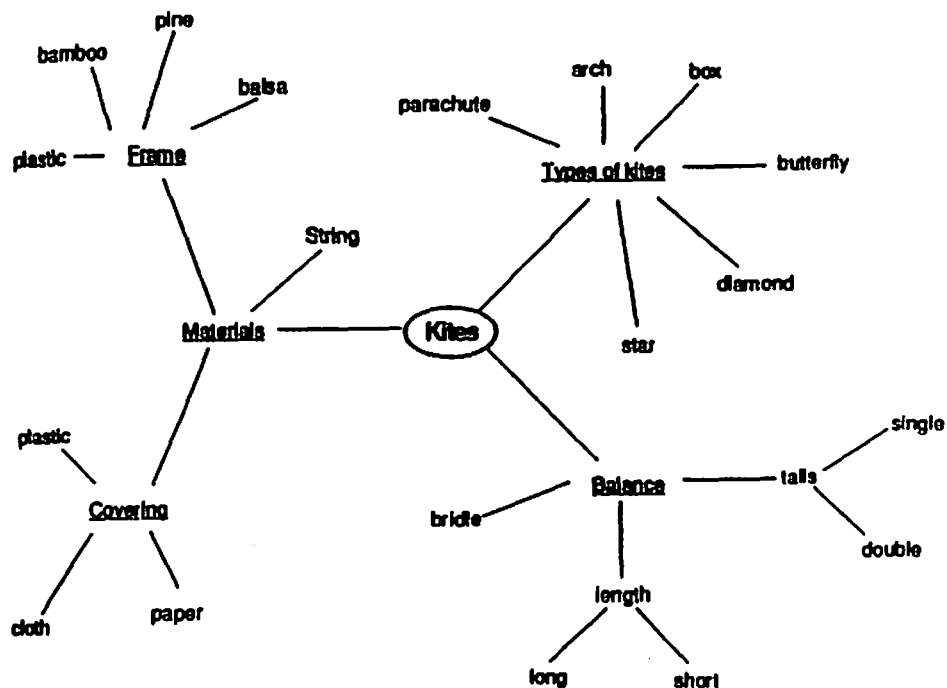 pine
bamboo
balsa
plastic
Frame
arch
box
parachute
Types of kites
butterfly
diamond
star
String
Materials
Kites
plastic
Covering
cloth
paper
Balance
bridle
tails
single
double
length
long
short